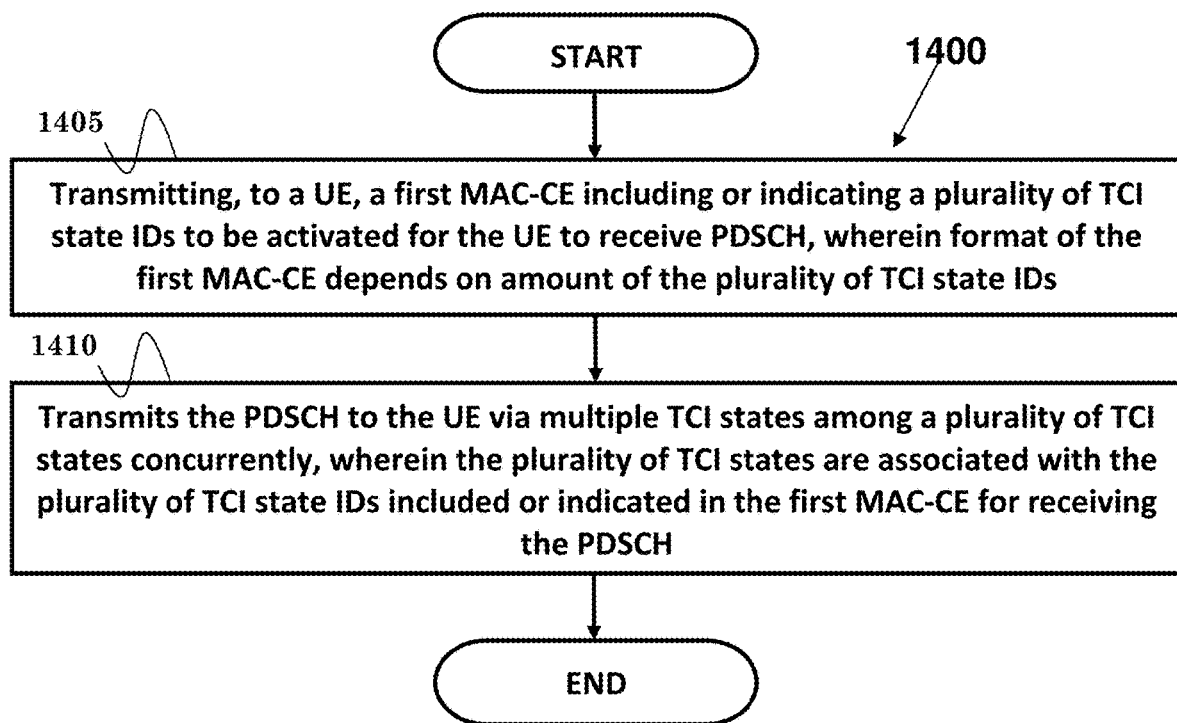 START
1400
1405
Transmitting, to a UE, a first MAC-CE including or indicating a plurality of TCI
state IDs to be activated for the UE to receive PDSCH, wherein format of the
first MAC-CE depends on amount of the plurality of TCI state IDs
1410
Transmits the PDSCH to the UE via multiple TCI states among a plurality of TCI
states concurrently, wherein the plurality of TCI states are associated with the
plurality of TCI state IDs included or indicated in the first MAC-CE for receiving
the PDSCH
END